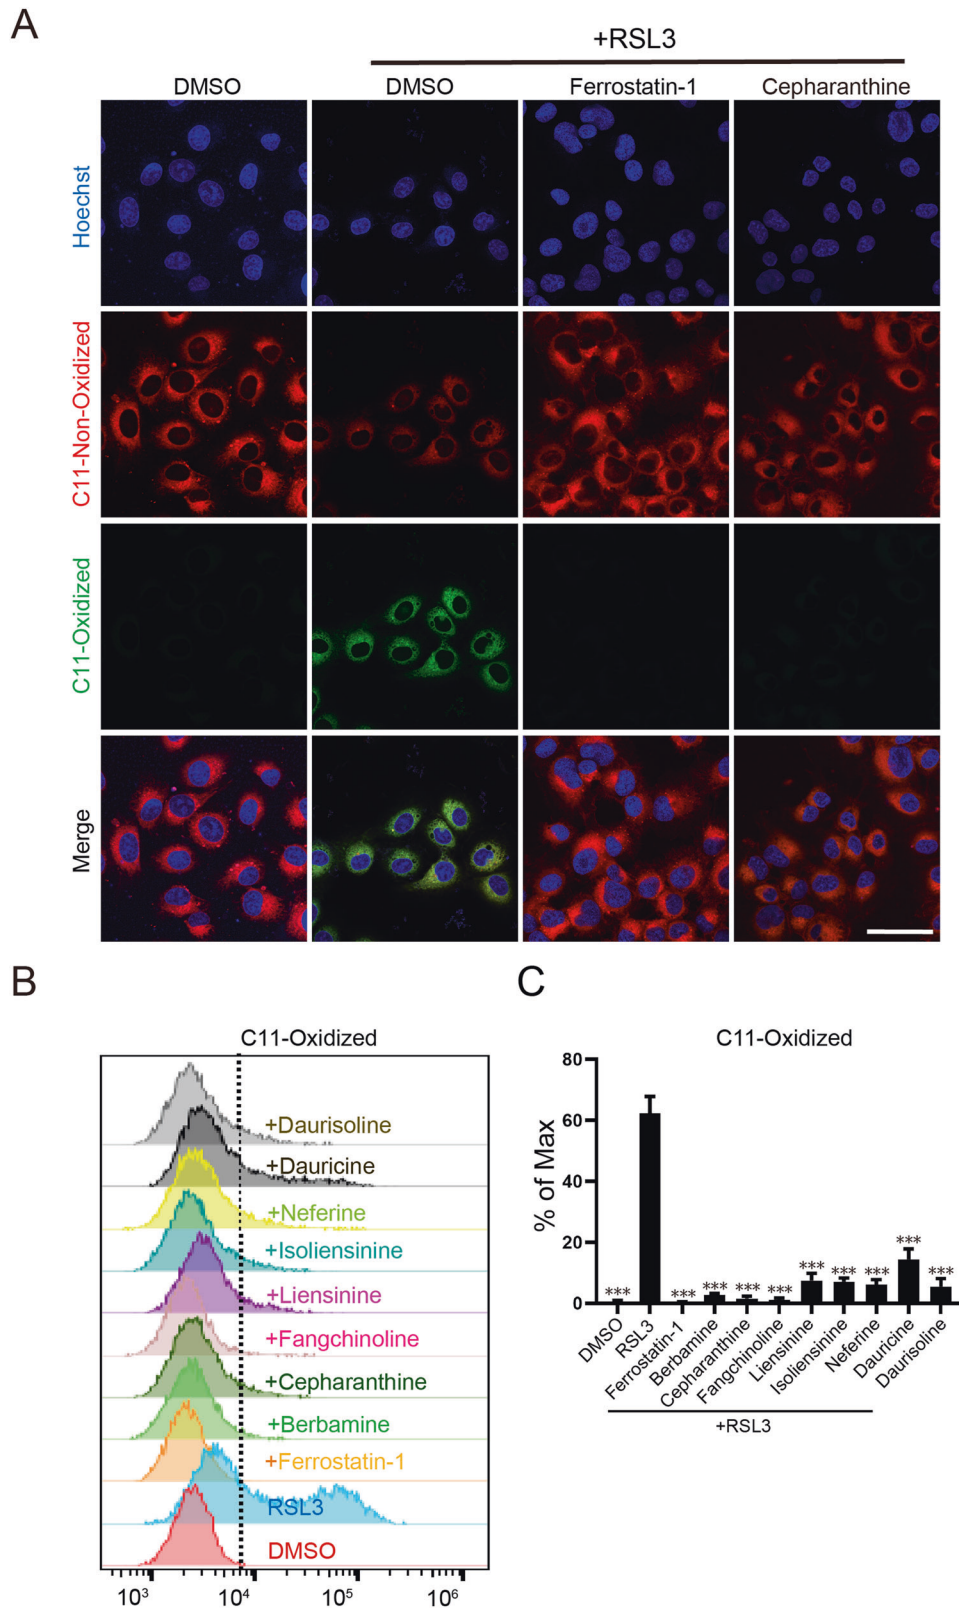 A
+RSL3
DMSO DMSO Ferrostatin-1 Cepharanthine
Hoechst
C11-Non-Oxidized
C11-Oxidized
Merge
B
C11-Oxidized
+Daurisoline
+Dauricine
+Neferine
+Isoliensinine
+Liensinine
+Fangchinoline
+Cepharanthine
+Berbamine
+Ferrostatin-1
RSL3
DMSO
10³ 10⁴ 10⁵ 10⁶
C
C11-Oxidized
% of Max
80
60
40
20
0
*** *** *** *** *** *** *** *** *** ***
DMSO
RSL3
Ferrostatin-1
Berbamine
Cepharanthine
Fangchinoline
Liensinine
Isoliensinine
Neferine
Dauricine
Daurisoline
+RSL3